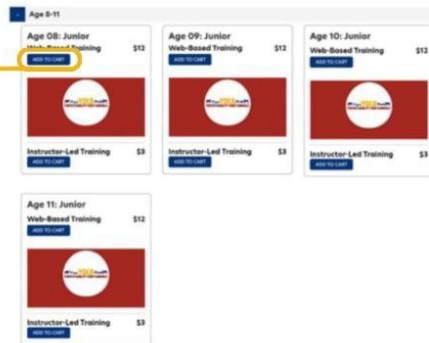 - Age 8-11
Age 08: Junior
Web-Based Training $12
ADD TO CART
Instructor-Led Training $3
ADD TO CART
Age 09: Junior
Web-Based Training $12
ADD TO CART
Instructor-Led Training $3
ADD TO CART
Age 10: Junior
Web-Based Training $12
ADD TO CART
Instructor-Led Training $3
ADD TO CART
Age 11: Junior
Web-Based Training $12
ADD TO CART
Instructor-Led Training $3
ADD TO CART